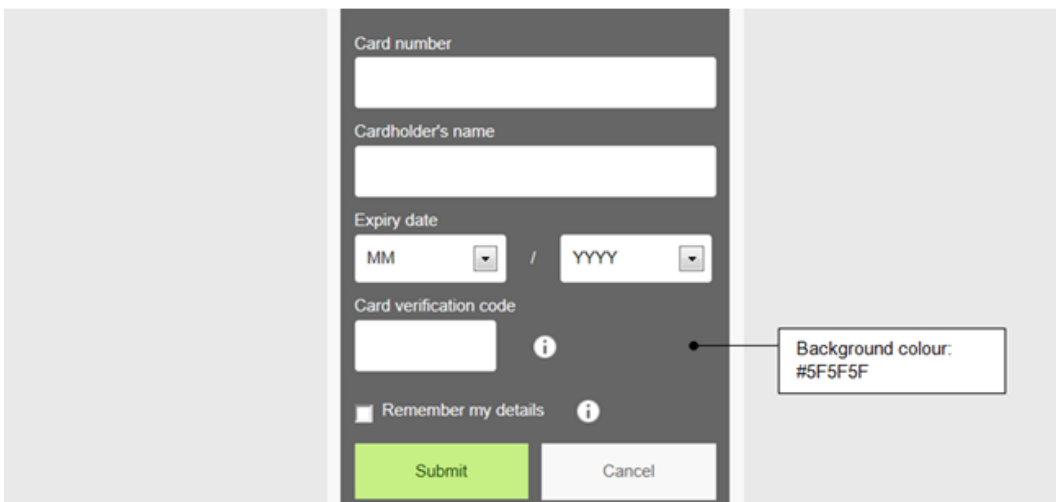 Card number
Cardholder's name
Expiry date
MM / YYYY
Card verification code
Background colour:
#5F5F5F
Remember my details
Submit Cancel